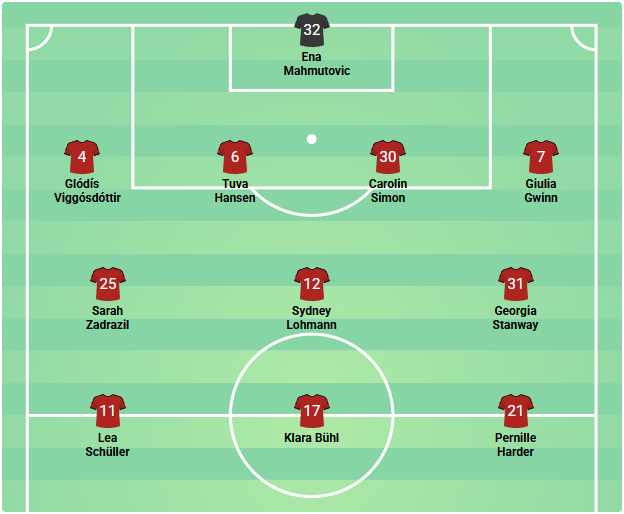 32
Ena
Mahmutovic
4
Glódís
Viggósdóttir
6
Tuva
Hansen
30
Carolin
Simon
7
Giulia
Gwinn
25
Sarah
Zadrazil
12
Sydney
Lohmann
31
Georgia
Stanway
11
Lea
Schüller
17
Klara Bühl
21
Pernille
Harder